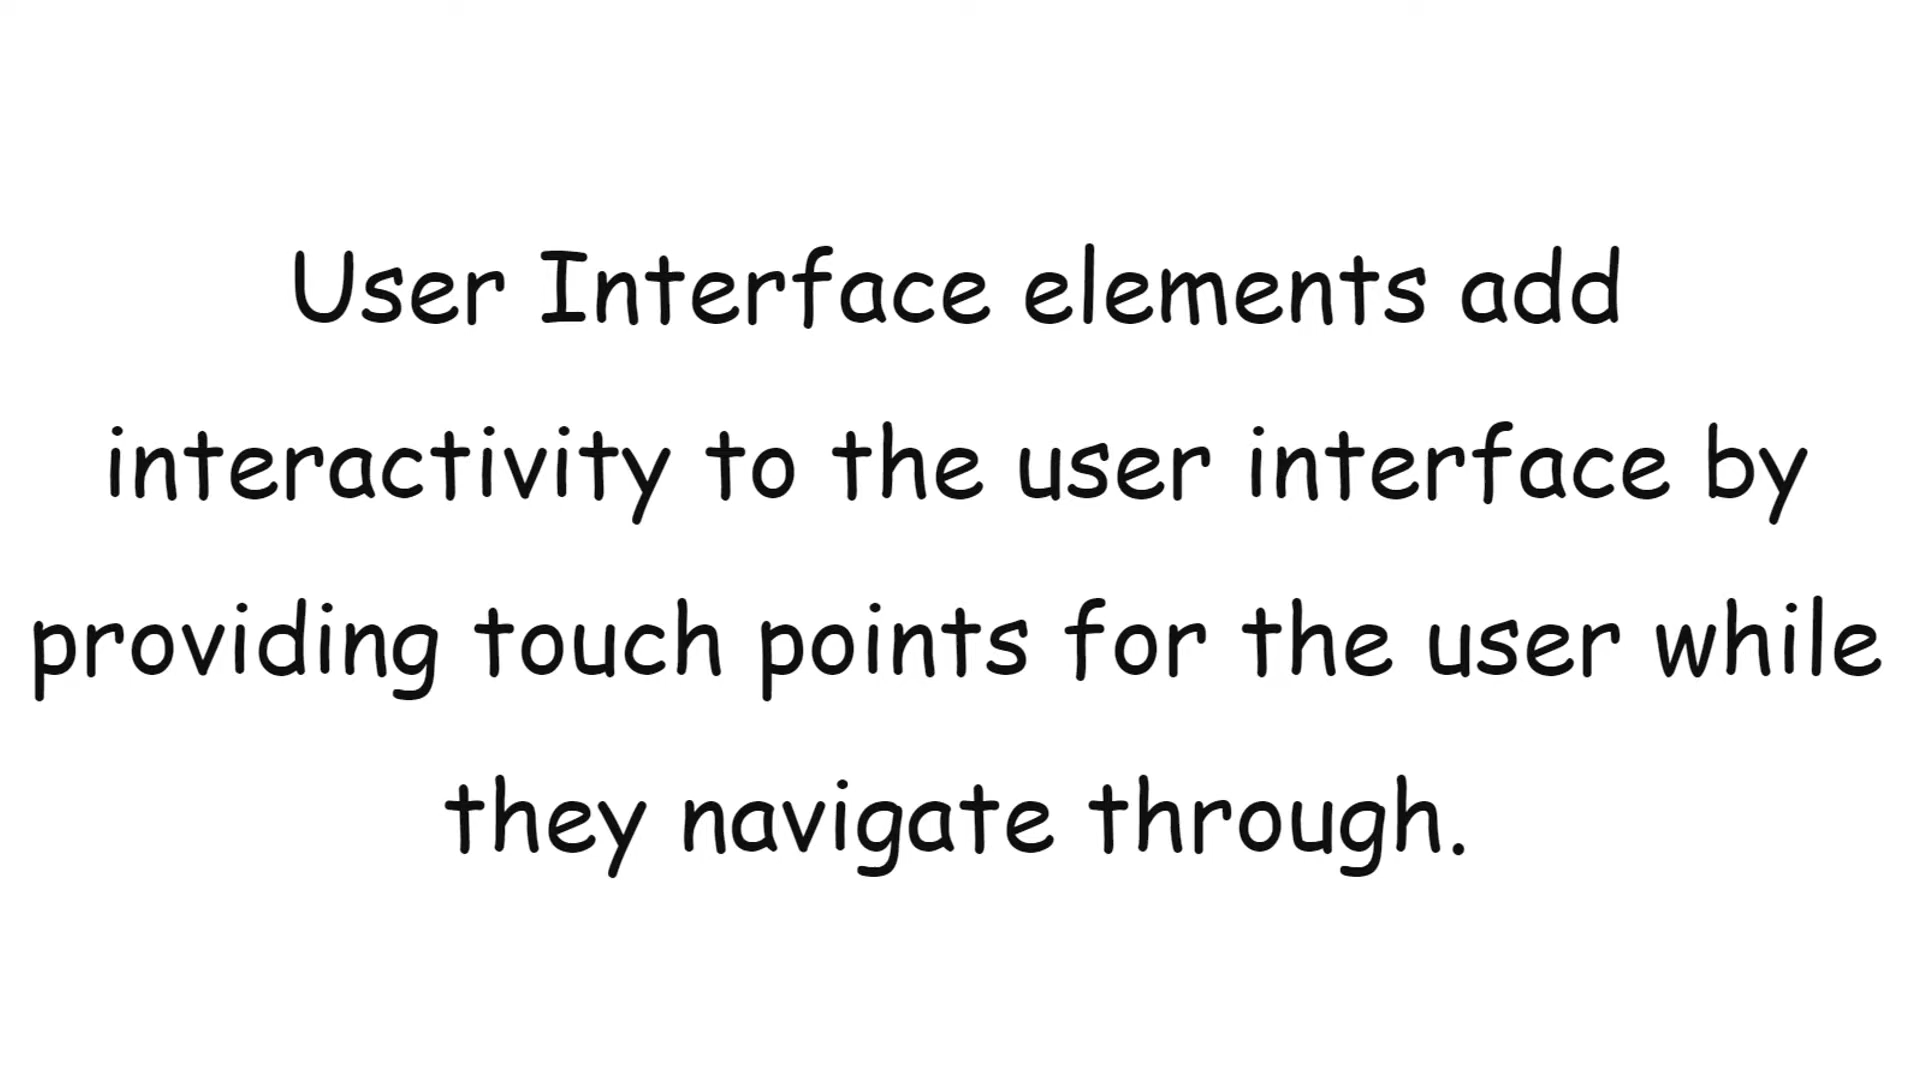 User Interface elements add
interactivity to the user interface by
providing touch points for the user while
they navigate through.